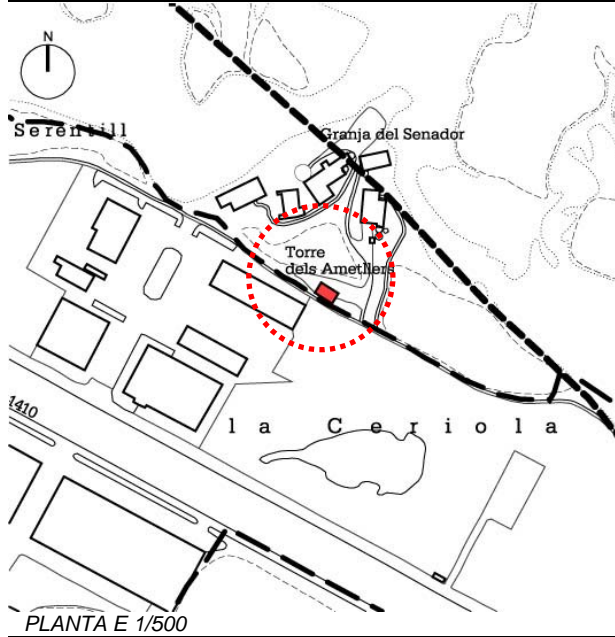 N
Serentill
Granja del Senador
Torre
dels Ametllers
la Ceriola
1410
PLANTA E 1/500